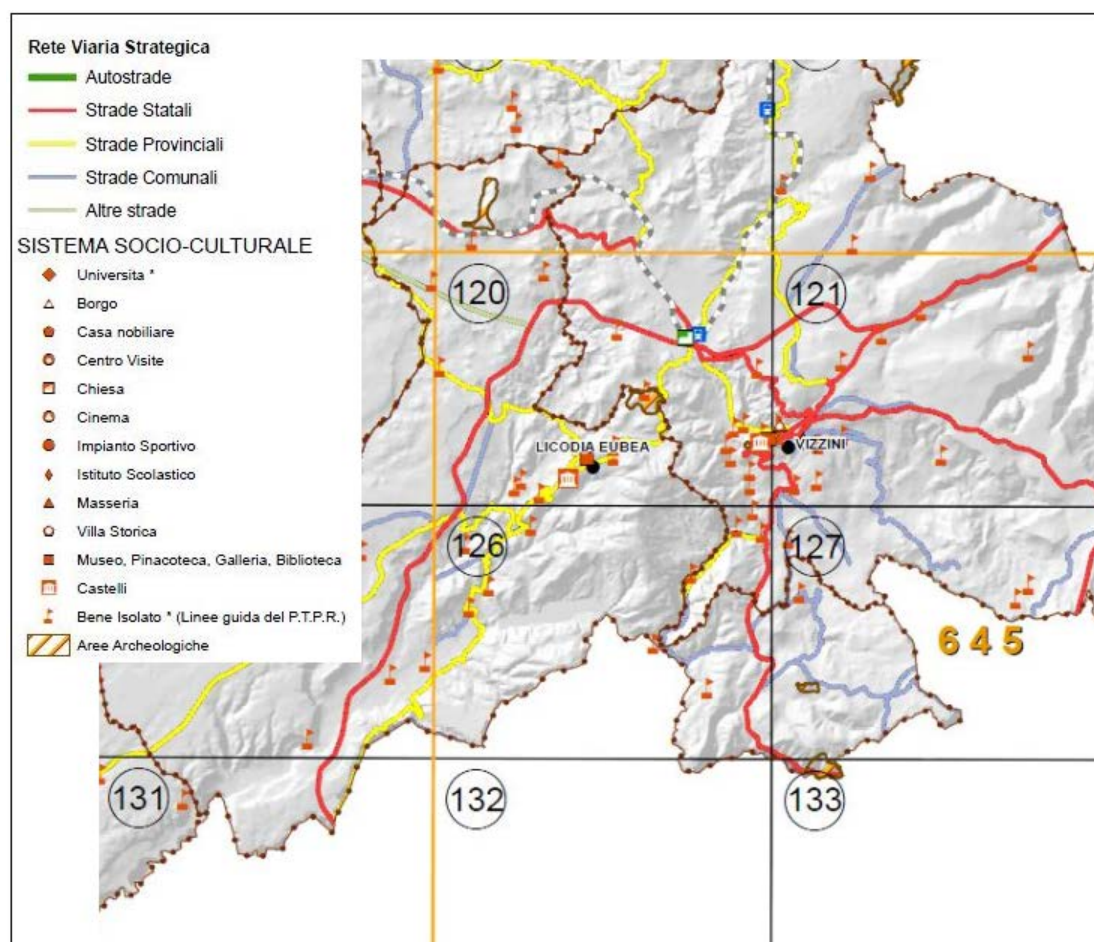 Rete Viaria Strategica
Autostrade
Strade Statali
Strade Provinciali
Strade Comunali
Altre strade
SISTEMA SOCIO-CULTURALE
Universita *
Borgo
Casa nobiliare
Centro Visite
Chiesa
Cinema
Impianto Sportivo
Istituto Scolastico
Masseria
Villa Storica
Museo, Pinacoteca, Galleria, Biblioteca
Castelli
Bene Isolato * (Linee guida del P.T.P.R.)
Aree Archeologiche
120
121
LICODIA EUBEA
VIZZINI
126
127
645
131
132
133